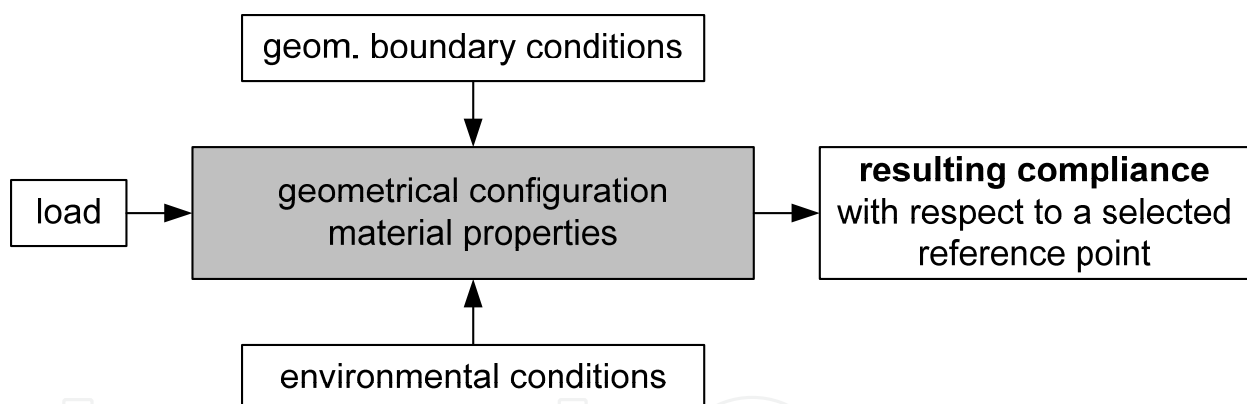 geom. boundary conditions
load
geometrical configuration
material properties
resulting compliance
with respect to a selected
reference point
environmental conditions